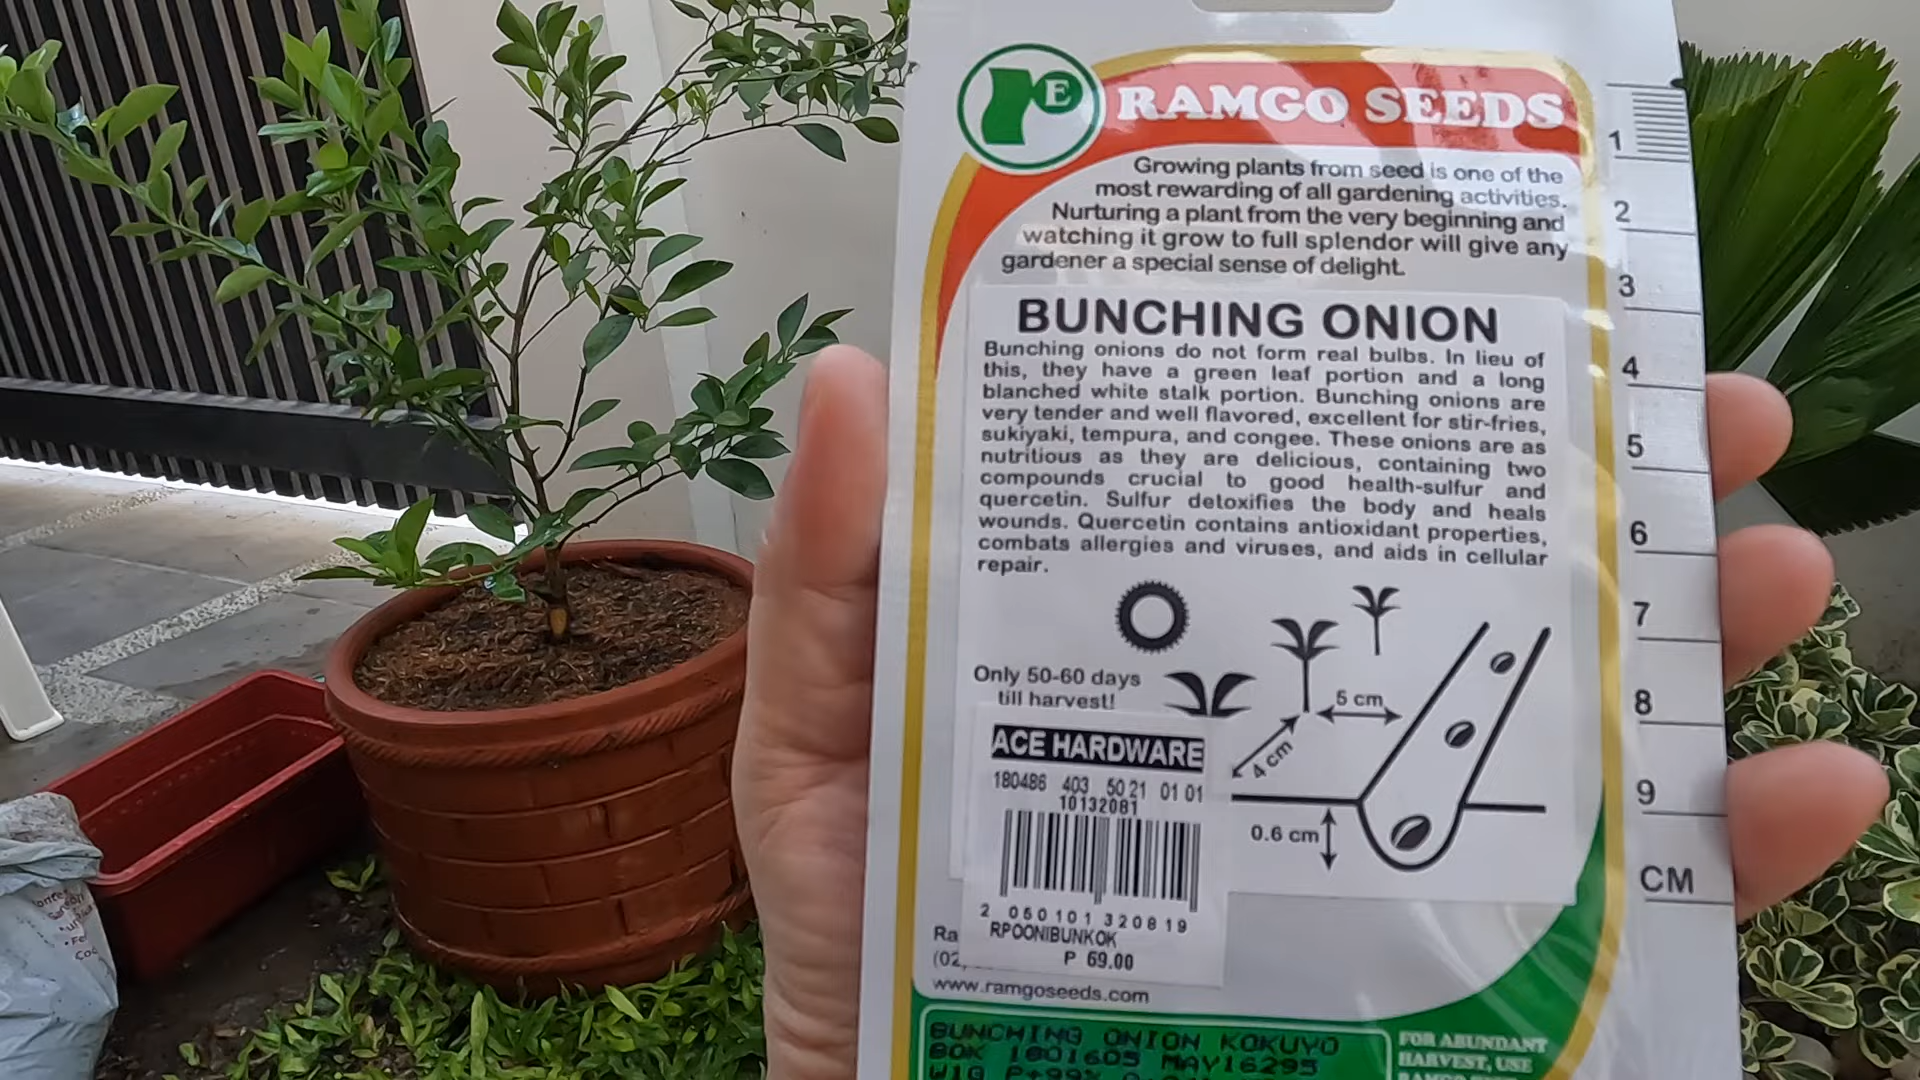 E RAMGO SEEDS
Growing plants from seed is one of the
most rewarding of all gardening activities.
Nurturing a plant from the very beginning and
watching it grow to full splendor will give any
gardener a special sense of delight.
BUNCHING ONION
Bunching onions do not form real bulbs. In lieu of
this, they have a green leaf portion and a long
blanched white stalk portion. Bunching onions are
very tender and well flavored, excellent for stir-fries,
sukiyaki, tempura, and congee. These onions are as
nutritious as they are delicious, containing two
compounds crucial to good health-sulfur and
quercetin. Sulfur detoxifies the body and heals
wounds. Quercetin contains antioxidant properties,
combats allergies and viruses, and aids in cellular
repair.
Only 50-60 days
till harvest!
5 cm
4 cm
0.6 cm
ACE HARDWARE
180486 403 5021 01 01
10132081
2 050101 320819
RPOONIBUNKOK
P 69.00
Ra
(02
www.ramgoseeds.com
BUNCHING ONION KOKUYO
FOR ABUNDANT
HARVEST, USE
1
2
3
4
5
6
7
8
9
CM